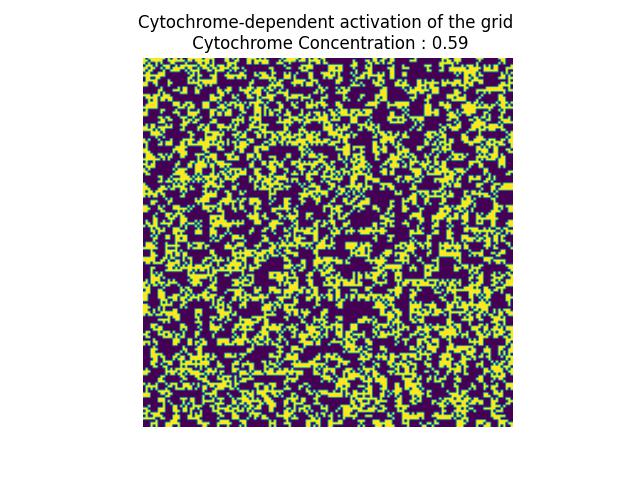 Cytochrome-dependent activation of the grid
Cytochrome Concentration : 0.59